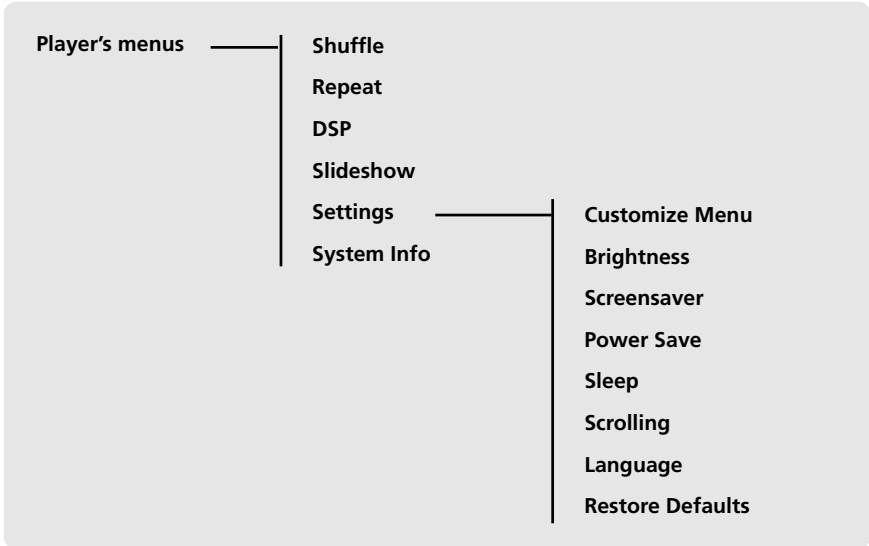 Player’s menus
Shuffle
Repeat
DSP
Slideshow
Settings
System Info
Customize Menu
Brightness
Screensaver
Power Save
Sleep
Scrolling
Language
Restore Defaults